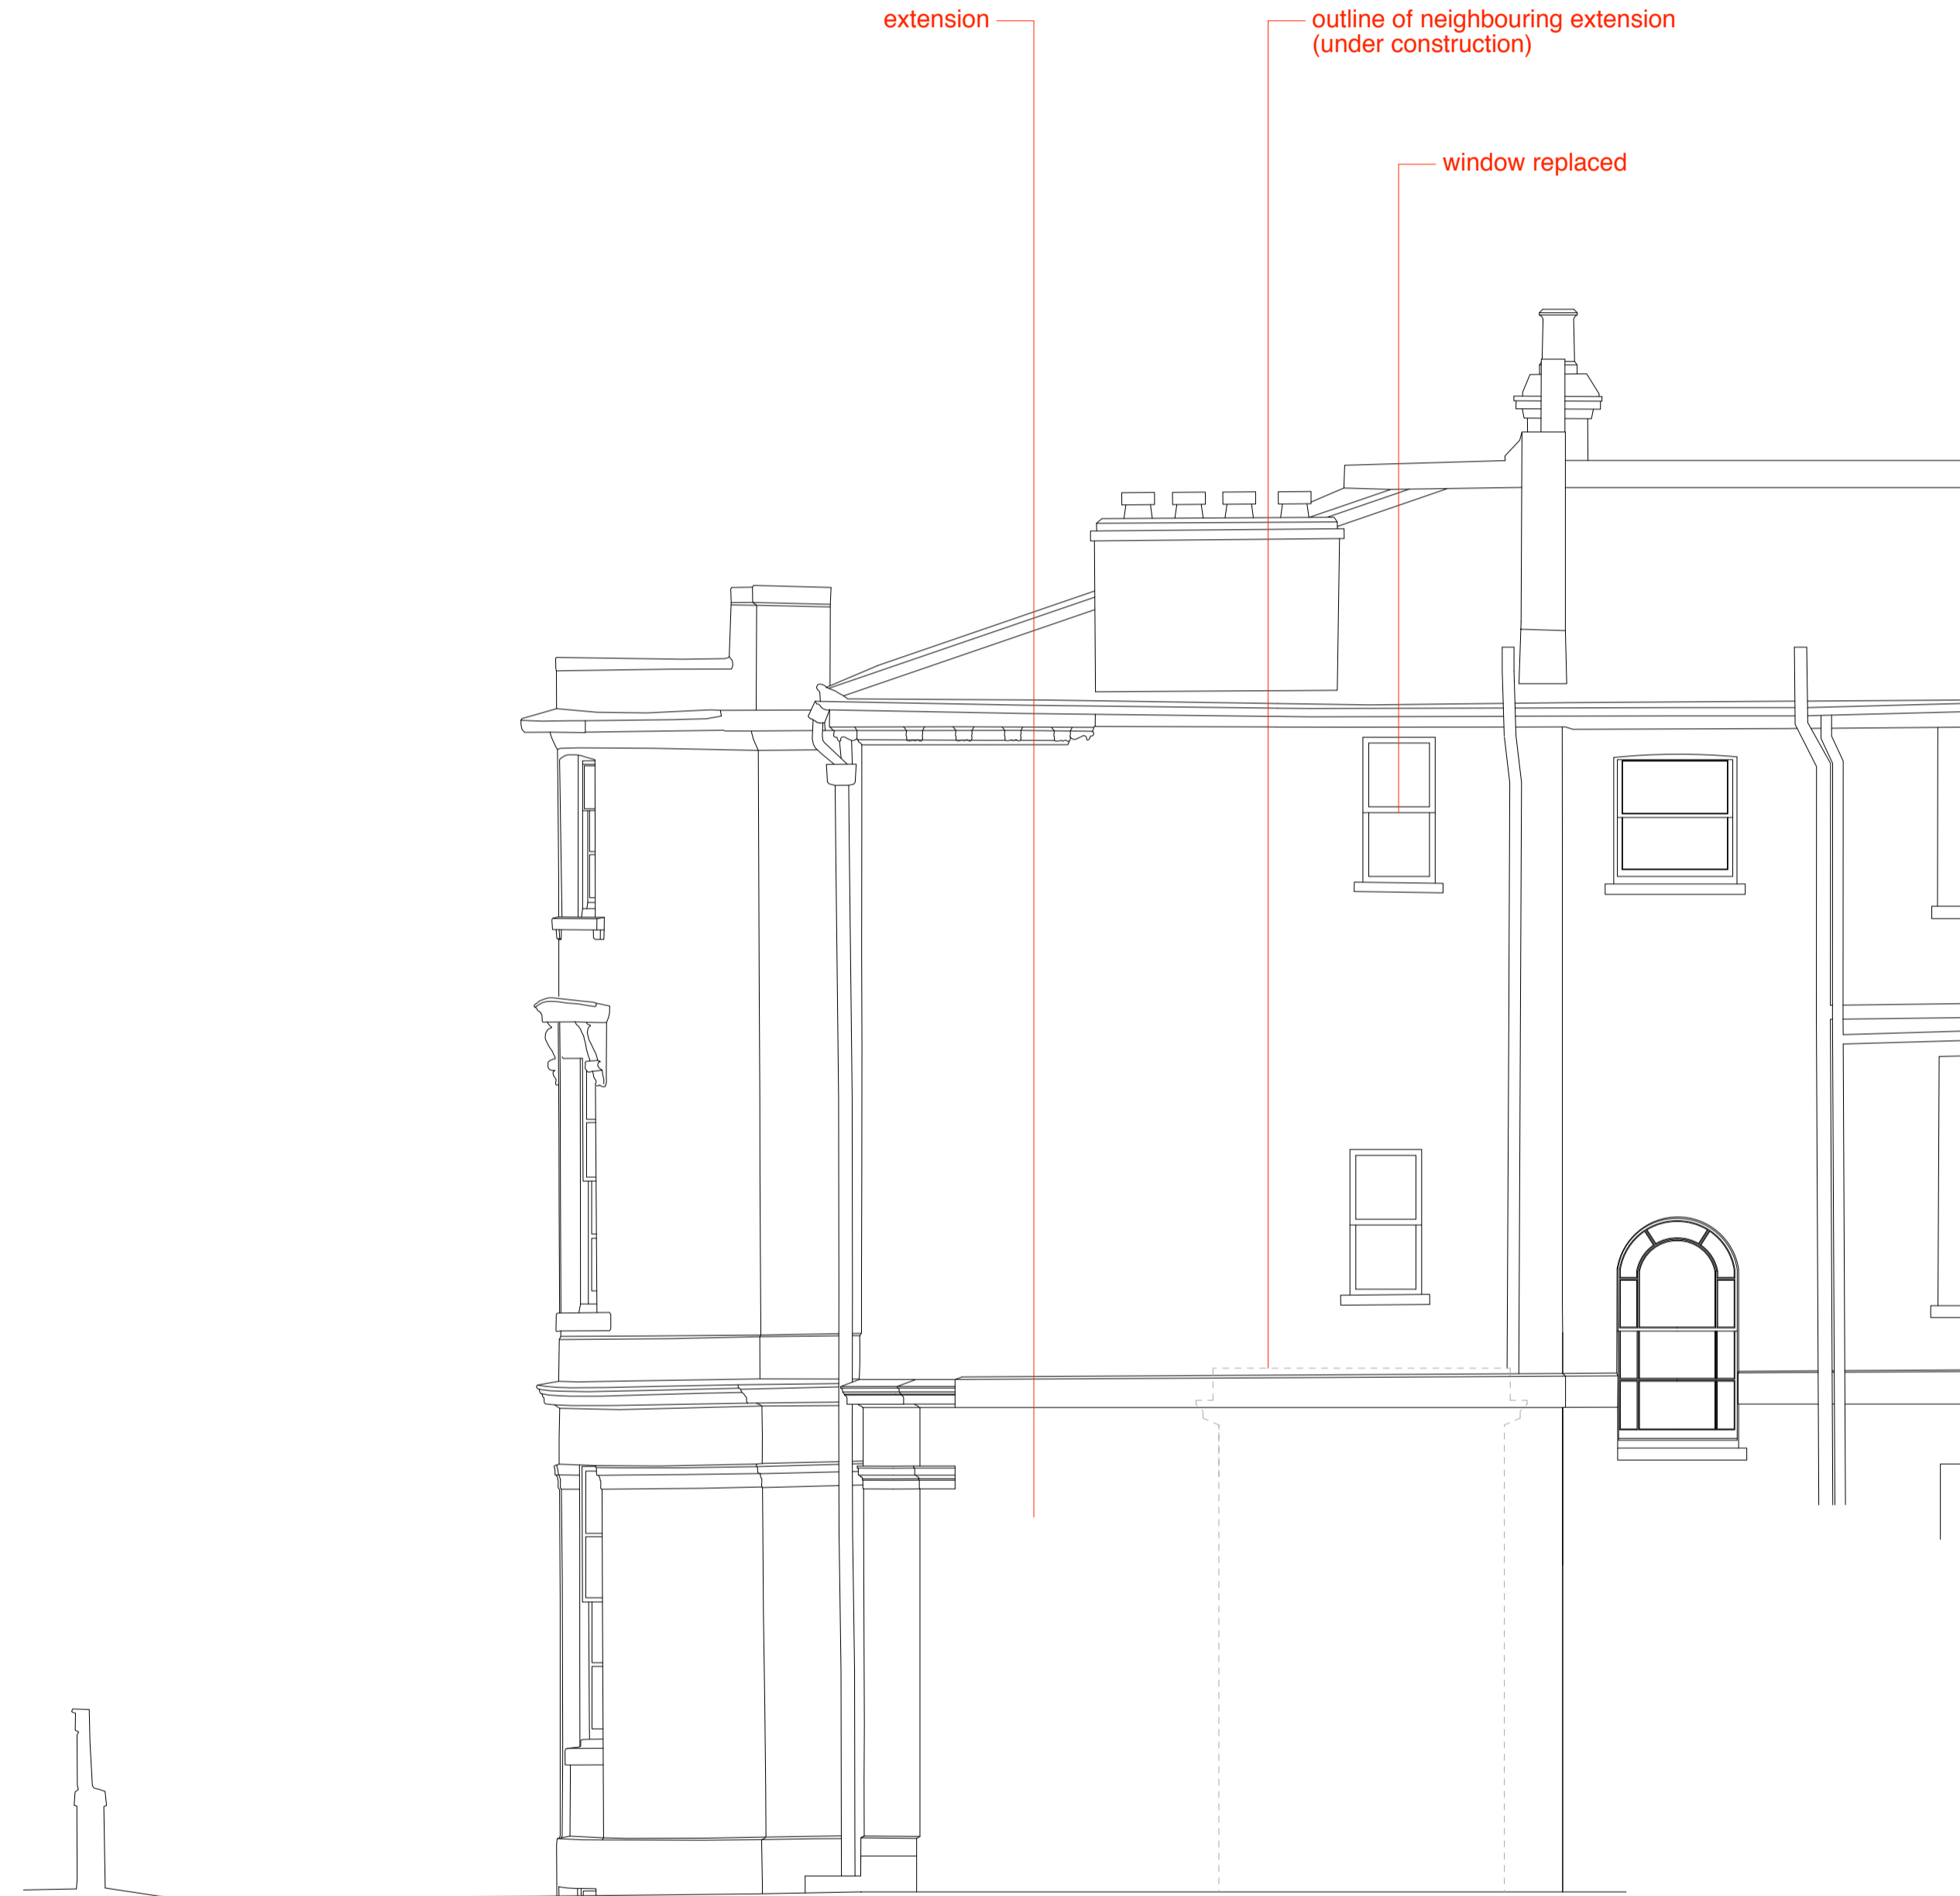 extension
outline of neighbouring extension
(under construction)
window replaced